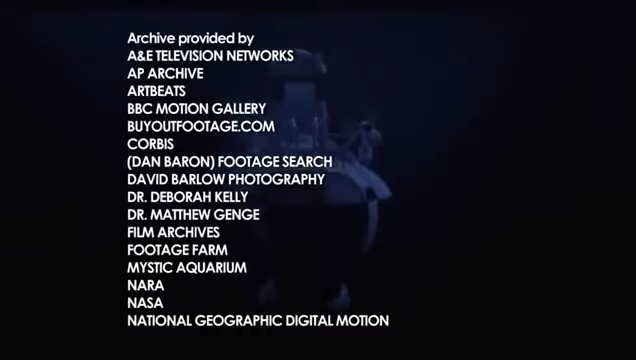 Archive provided by
A&E TELEVISION NETWORKS
AP ARCHIVE
ARTBEATS
BBC MOTION GALLERY
BUYOUTFOOTAGE.COM
CORBIS
(DAN BARON) FOOTAGE SEARCH
DAVID BARLOW PHOTOGRAPHY
DR. DEBORAH KELLY
DR. MATTHEW GENGE
FILM ARCHIVES
FOOTAGE FARM
MYSTIC AQUARIUM
NARA
NASA
NATIONAL GEOGRAPHIC DIGITAL MOTION